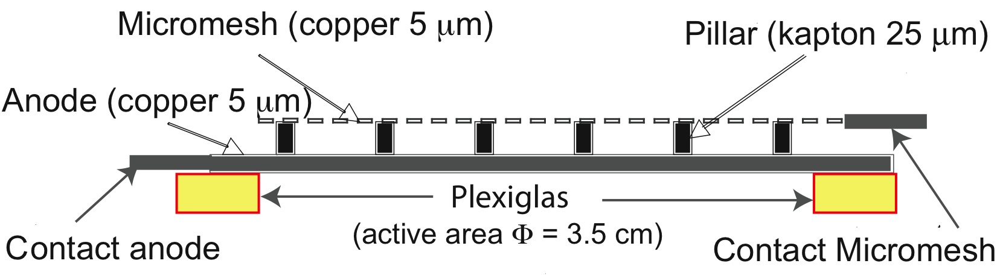 Micromesh (copper 5 μm)
Pillar (kapton 25 μm)
Anode (copper 5 μm)
Plexiglas
(active area Φ = 3.5 cm)
Contact anode
Contact Micromesh